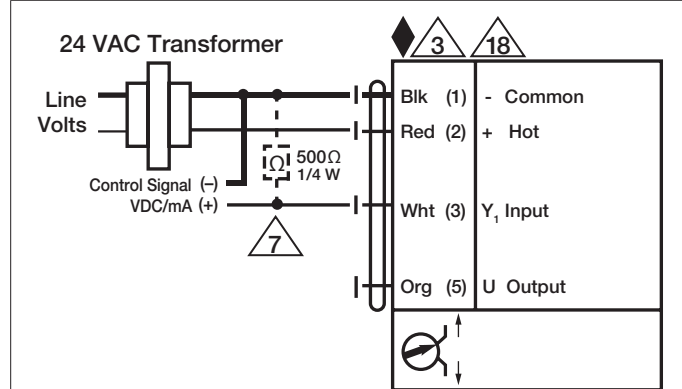 24 VAC Transformer
3
18
Line
Volts
Blk (1) - Common
Red (2) + Hot
Ω
500Ω
1/4 W
Control Signal (–)
VDC/mA (+)
7
Wht (3) Y₁ Input
Org (5) U Output